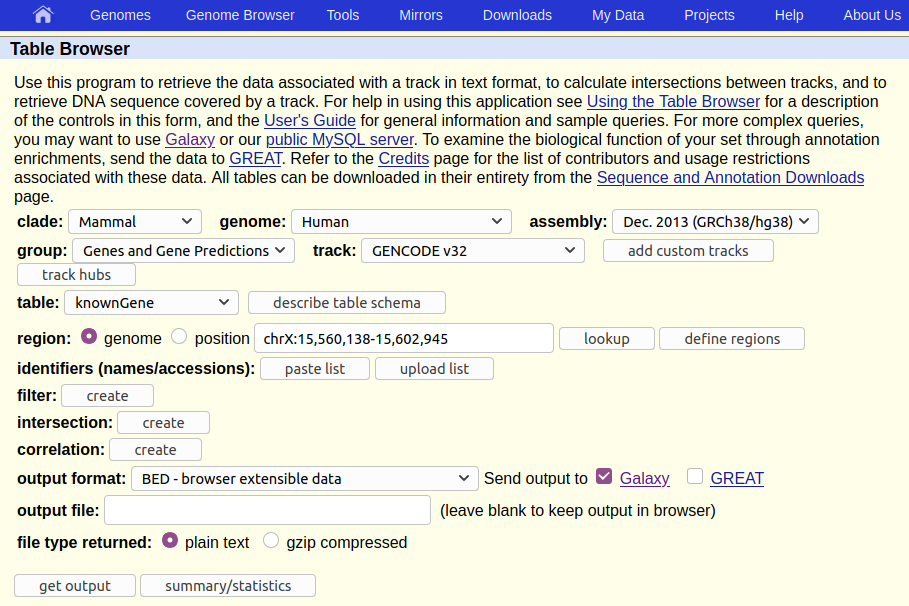 Genomes Genome Browser Tools Mirrors Downloads My Data Projects Help About Us
Table Browser
Use this program to retrieve the data associated with a track in text format, to calculate intersections between tracks, and to
retrieve DNA sequence covered by a track. For help in using this application see Using the Table Browser for a description
of the controls in this form, and the User's Guide for general information and sample queries. For more complex queries,
you may want to use Galaxy or our public MySQL server. To examine the biological function of your set through annotation
enrichments, send the data to GREAT. Refer to the Credits page for the list of contributors and usage restrictions
associated with these data. All tables can be downloaded in their entirety from the Sequence and Annotation Downloads
page.
clade: Mammal genome: Human assembly: Dec. 2013 (GRCh38/hg38)
group: Genes and Gene Predictions track: GENCODE v32 add custom tracks
track hubs
table: knownGene describe table schema
region: genome position chrX:15,560,138-15,602,945 lookup define regions
identifiers (names/accessions): paste list upload list
filter: create
intersection: create
correlation: create
output format: BED - browser extensible data Send output to Galaxy GREAT
output file: (leave blank to keep output in browser)
file type returned: plain text gzip compressed
get output summary/statistics